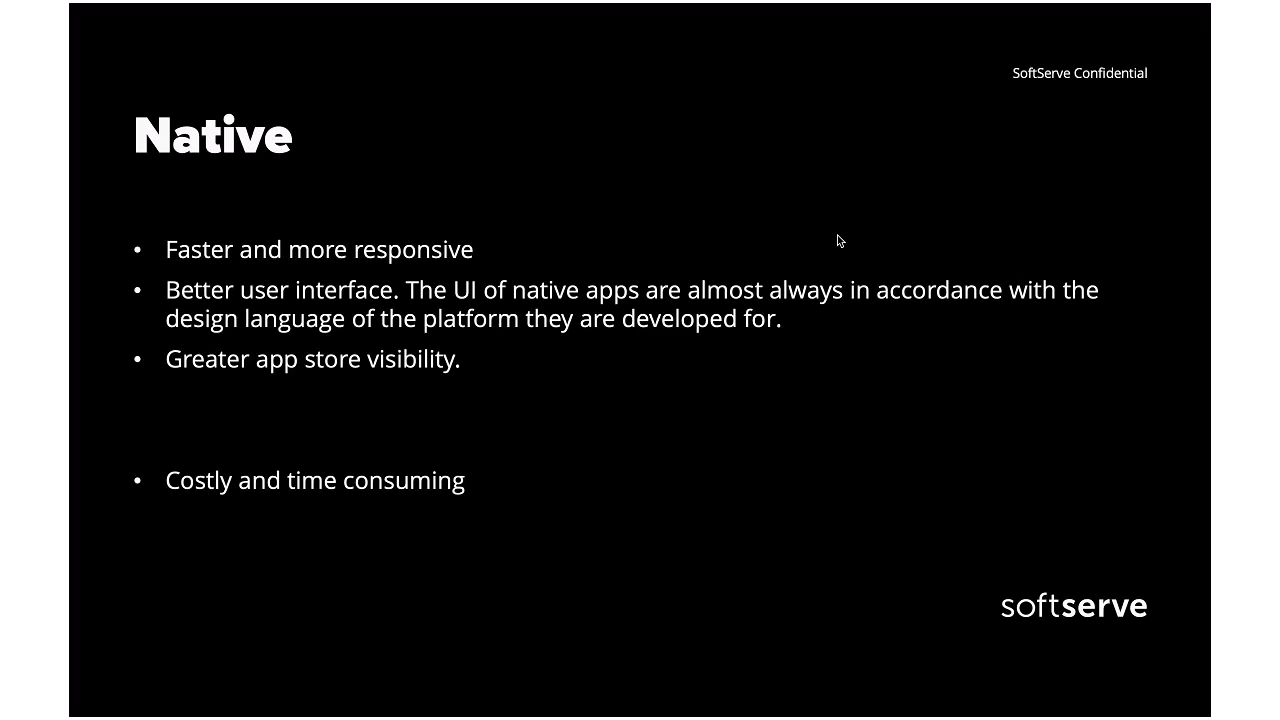 SoftServe Confidential
Native
• Faster and more responsive
• Better user interface. The UI of native apps are almost always in accordance with the
design language of the platform they are developed for.
• Greater app store visibility.
• Costly and time consuming
softserve